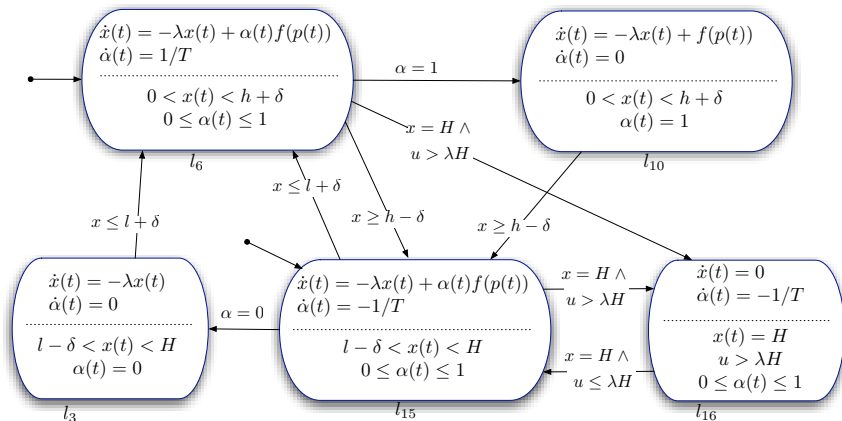 ẋ(t) = −λx(t) + α(t)f(p(t))
α̇(t) = 1/T
0 < x(t) < h + δ
0 ≤ α(t) ≤ 1
l₆
α = 1
ẋ(t) = −λx(t) + f(p(t))
α̇(t) = 0
0 < x(t) < h + δ
α(t) = 1
l₁₀
x = H ∧
u > λH
x ≤ l + δ
x ≤ l + δ
x ≥ h − δ
x ≥ h − δ
ẋ(t) = −λx(t)
α̇(t) = 0
l − δ < x(t) < H
α(t) = 0
l₃
α = 0
ẋ(t) = −λx(t) + α(t)f(p(t))
α̇(t) = −1/T
l − δ < x(t) < H
0 ≤ α(t) ≤ 1
l₁₅
x = H ∧
u > λH
x = H ∧
u ≤ λH
ẋ(t) = 0
α̇(t) = −1/T
x(t) = H
u > λH
0 ≤ α(t) ≤ 1
l₁₆